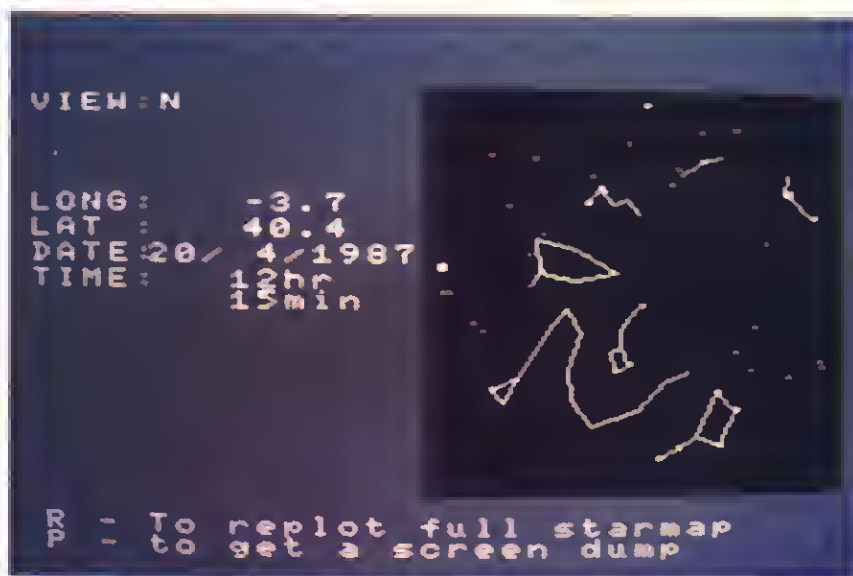 VIEW:N
LONG: -3.7
LAT : 40.4
DATE:20/ 4/1987
TIME: 12hr
15min
R - To replot full starmap
P - to get a screen dump